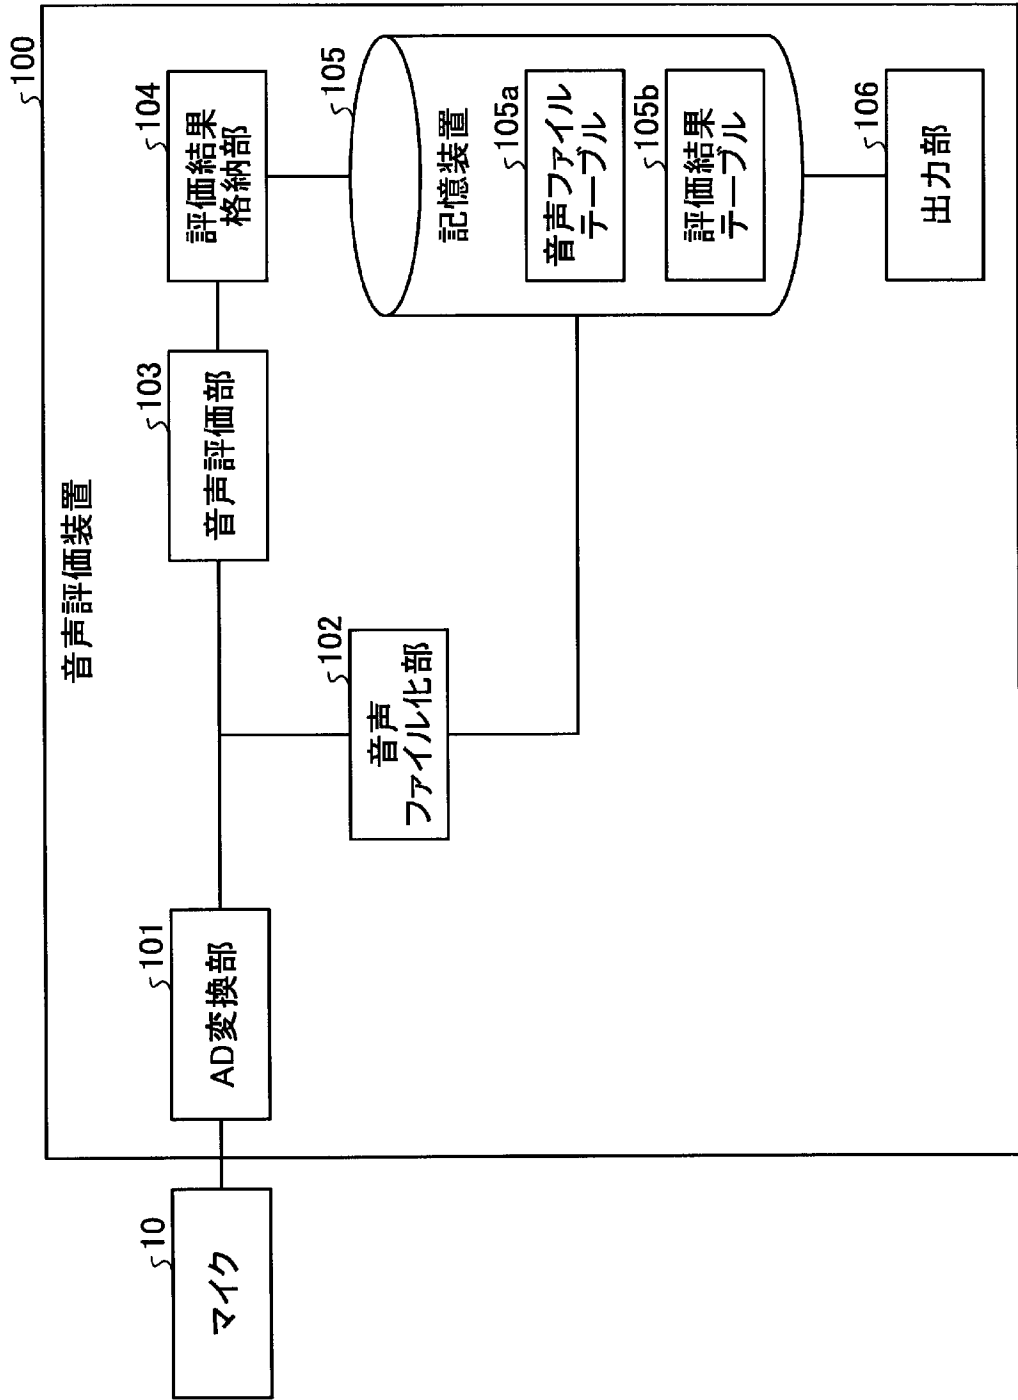 100
音声評価装置
10
マイク
101
AD変換部
102
音声
ファイル化部
103
音声評価部
104
評価結果
格納部
105
記憶装置
105a
音声ファイル
テーブル
105b
評価結果
テーブル
106
出力部